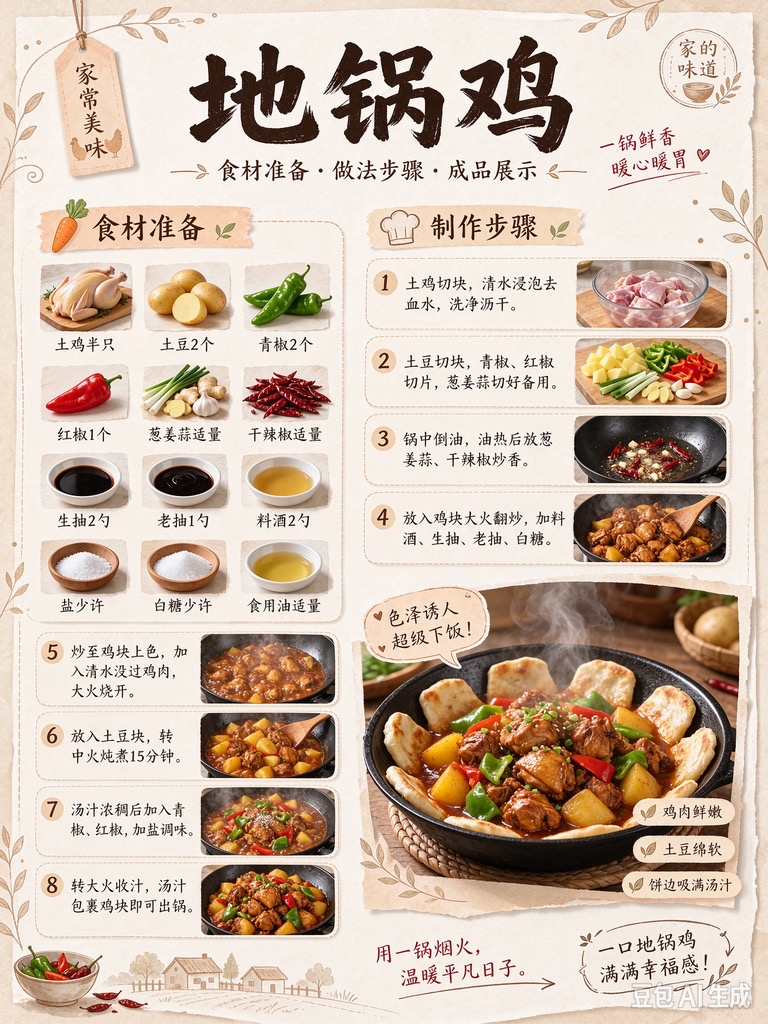 家常美味
地锅鸡
家的
味道
食材准备·做法步骤·成品展示
一锅鲜香
暖心暖胃
食材准备
土鸡半只
土豆2个
青椒2个
红椒1个
葱姜蒜适量
干辣椒适量
生抽2勺
老抽1勺
料酒2勺
盐少许
白糖少许
食用油适量
制作步骤
1
土鸡切块，清水浸泡去
血水，洗净沥干。
2
土豆切块，青椒、红椒
切片，葱姜蒜切好备用。
3
锅中倒油，油热后放葱
姜蒜、干辣椒炒香。
4
放入鸡块大火翻炒，加料
酒、生抽、老抽、白糖。
5
炒至鸡块上色，加
入清水没过鸡肉，
大火烧开。
6
放入土豆块，转
中火炖煮15分钟。
7
汤汁浓稠后加入青
椒、红椒，加盐调味。
8
转大火收汁，汤汁
包裹鸡块即可出锅。
色泽诱人
超级下饭！
鸡肉鲜嫩
土豆绵软
饼边吸满汤汁
用一锅烟火，
温暖平凡日子。
一口地锅鸡
满满幸福感！
豆包AI生成